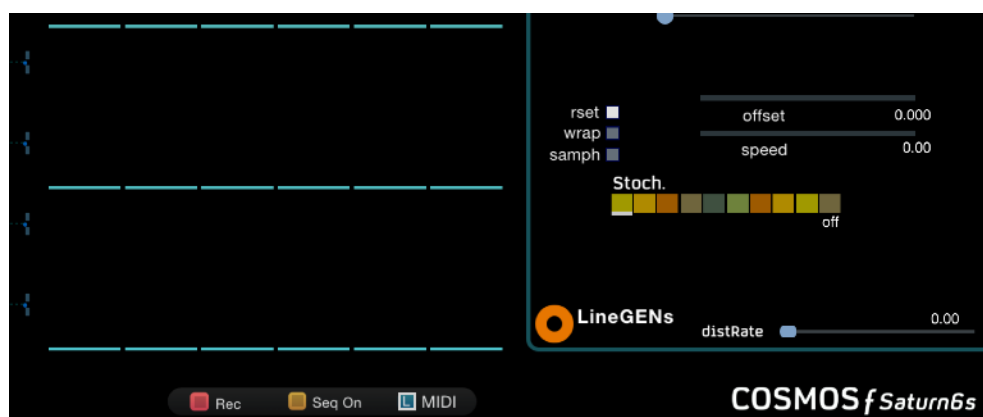 rset
offset 0.000
wrap
speed 0.00
samph
Stoch.
off
LineGENs
distRate 0.00
Rec Seq On L MIDI
COSMOS f Saturn6s